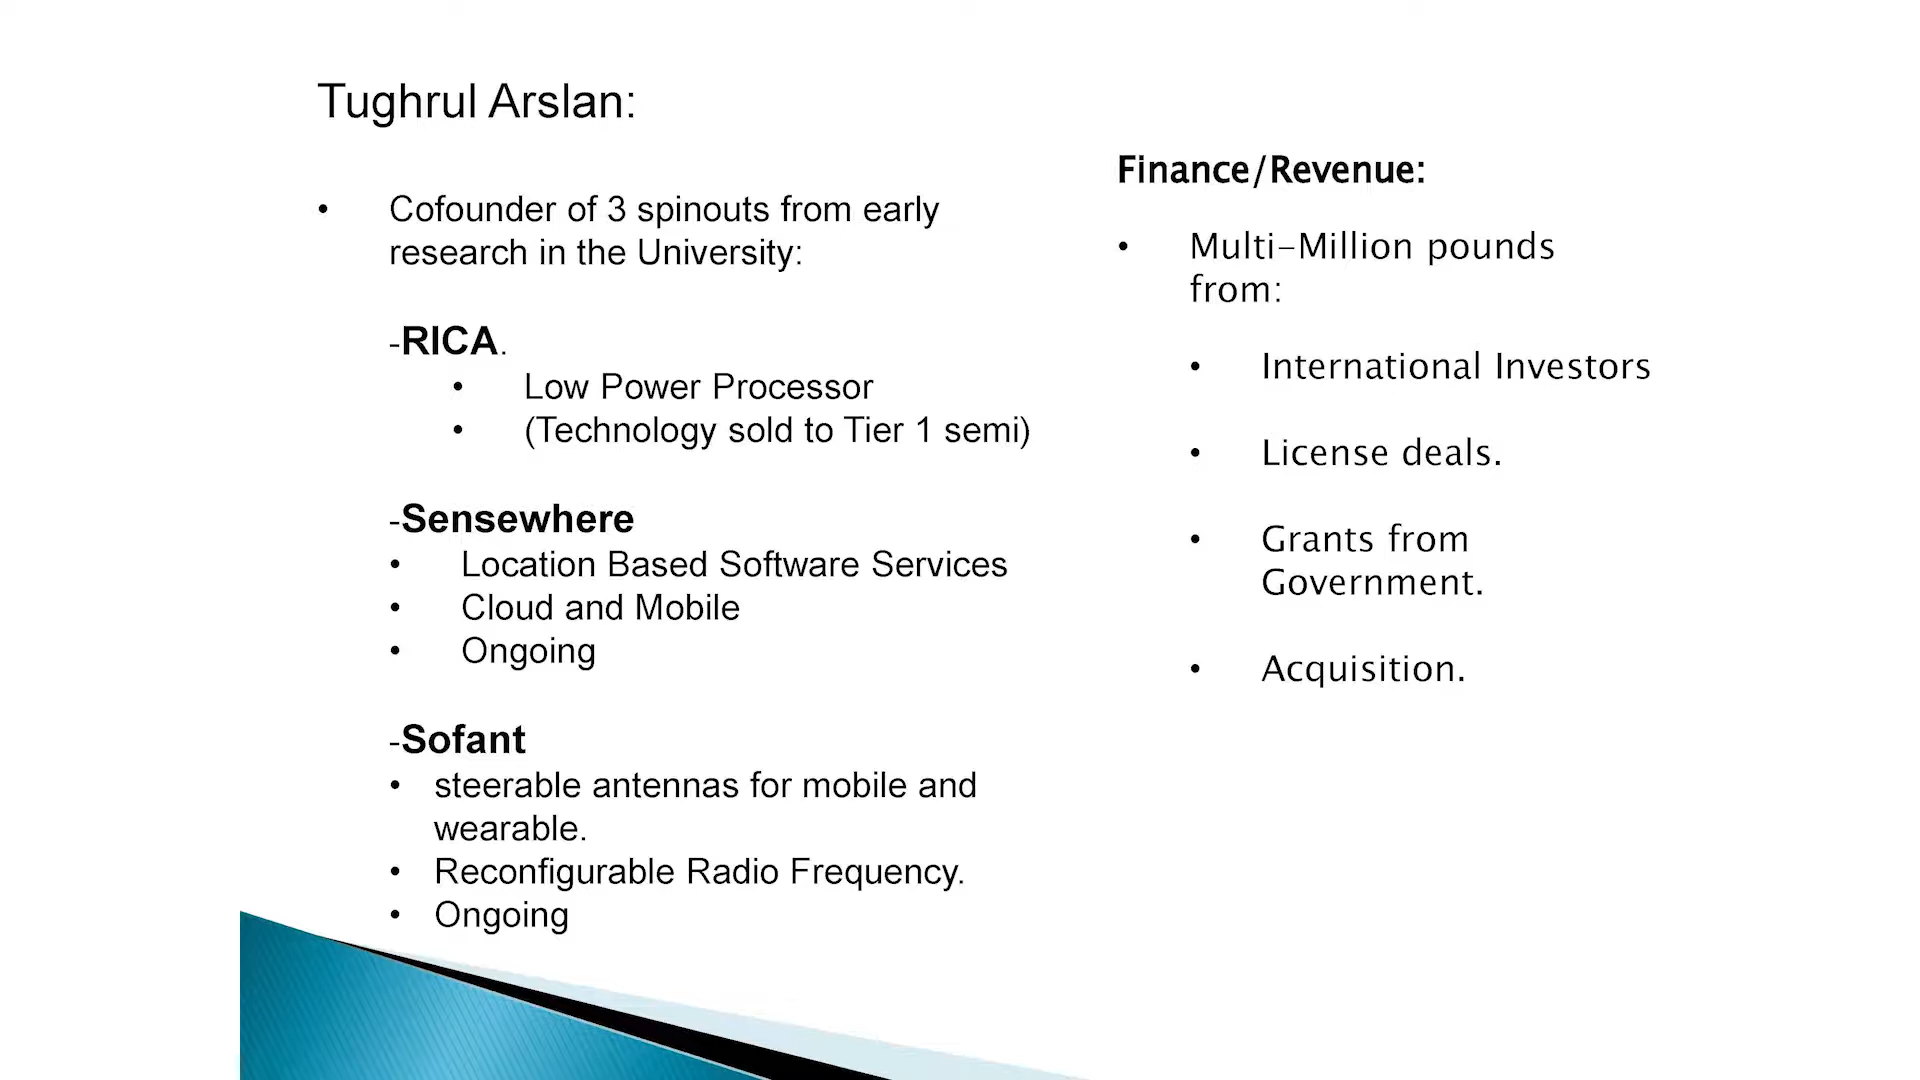 Tughrul Arslan:
• Cofounder of 3 spinouts from early
research in the University:
-RICA.
• Low Power Processor
• (Technology sold to Tier 1 semi)
-Sensewhere
• Location Based Software Services
• Cloud and Mobile
• Ongoing
-Sofant
• steerable antennas for mobile and
wearable.
• Reconfigurable Radio Frequency.
• Ongoing
Finance/Revenue:
• Multi-Million pounds
from:
• International Investors
• License deals.
• Grants from
Government.
• Acquisition.